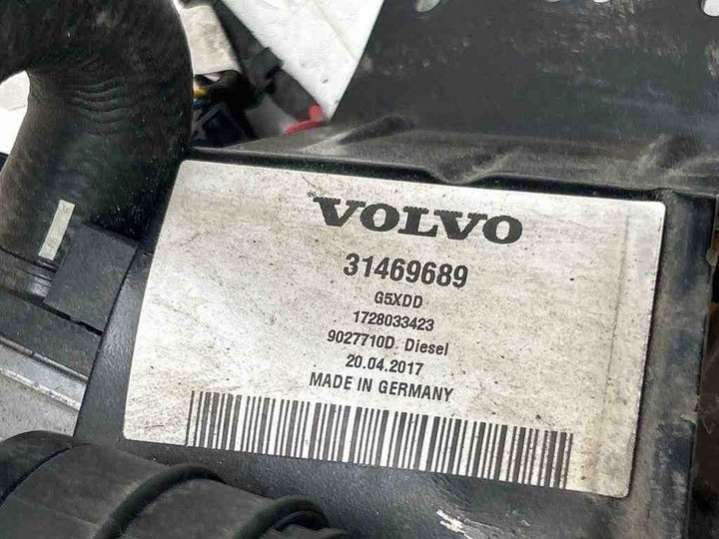 VOLVO
31469689
G5XDD
1728033423
9027710D. Diesel
20.04.2017
MADE IN GERMANY